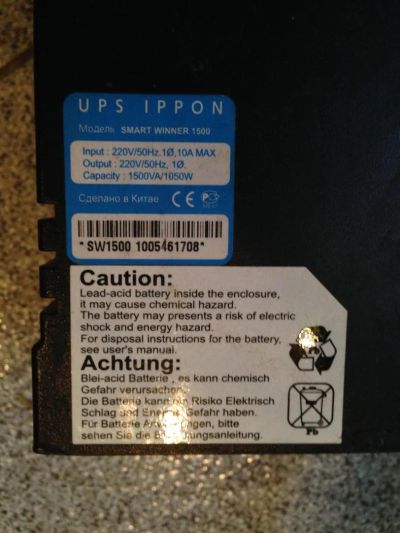 UPS IPPON
Модель SMART WINNER 1500
Input : 220V/50Hz,1Ø,10A MAX
Output : 220V/50Hz, 1Ø.
Capacity : 1500VA/1050W
Сделано в Китае
*SW1500 1005461708*
Caution:
Lead-acid battery inside the enclosure,
it may cause chemical hazard.
The battery may presents a risk of electric
shock and energy hazard.
For disposal instructions for the battery,
see user's manual.
Achtung:
Blei-acid Batterie , es kann chemisch
Gefahr verursachen.
Die Batterie kann ein Risiko Elektrisch
Schlag und Energie Gefahr haben.
Für Batterie Anweisungen, bitte
sehen Sie die
Pb